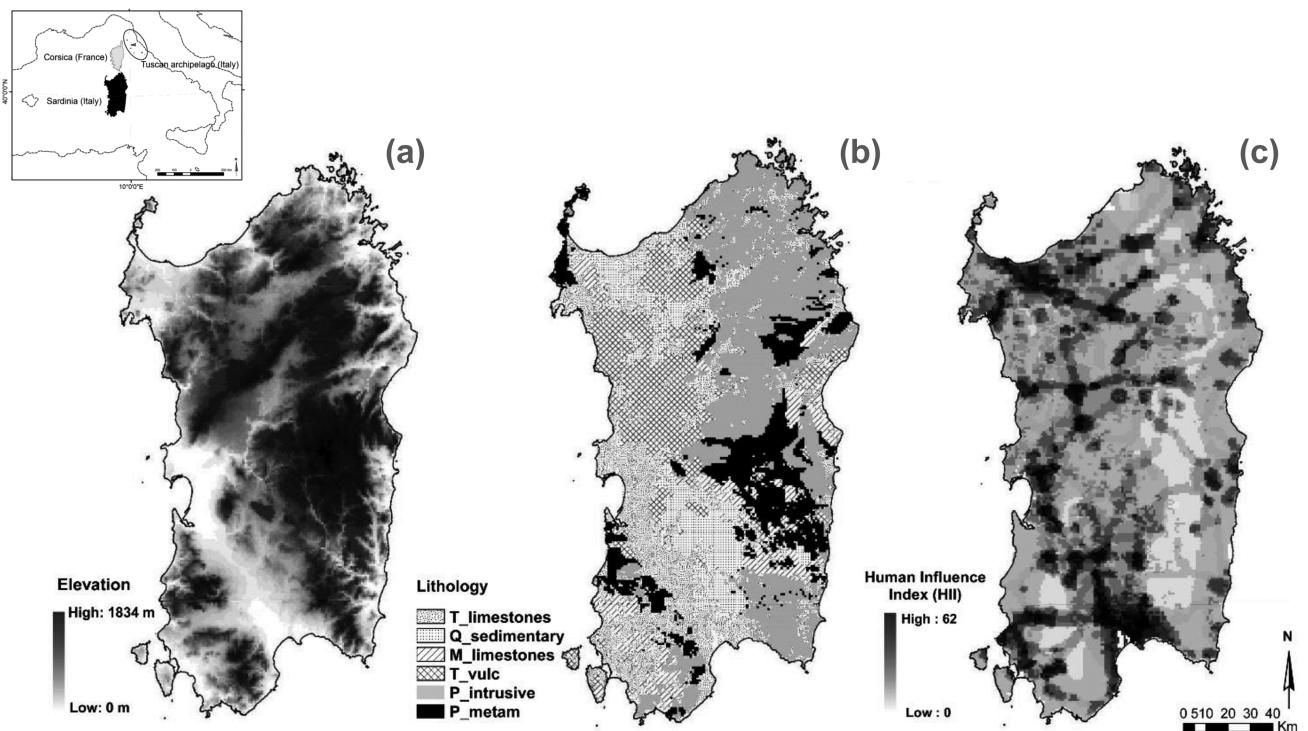 Corsica (France)
Tuscan archipelago (Italy)
40°0'0"N
Sardinia (Italy)
10°0'0"E
(a)
(b)
(c)
Elevation
High: 1834 m
Low: 0 m
Lithology
T_limestones
Q_sedimentary
M_limestones
T_vulc
P_intrusive
P_metam
Human Influence
Index (HII)
High : 62
Low : 0
N
0 510 20 30 40
Km